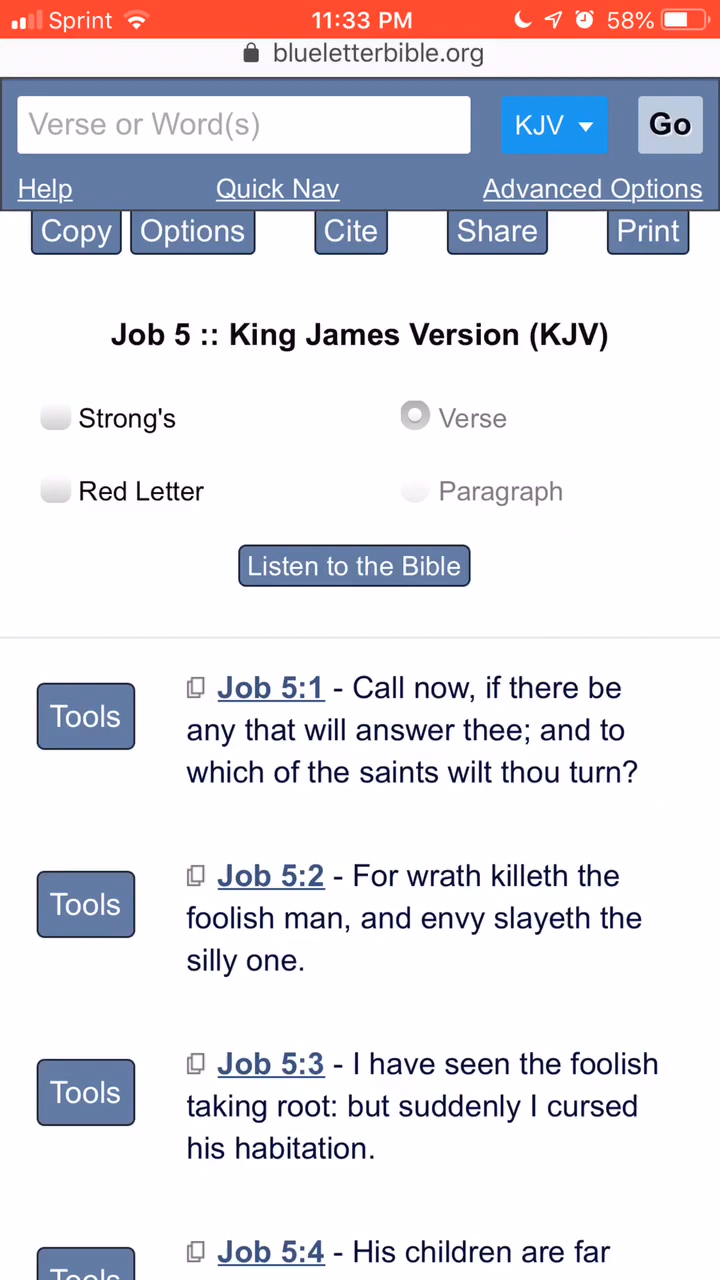 Sprint 11:33 PM 58%
blueletterbible.org
Verse or Word(s) KJV Go
Help Quick Nav Advanced Options
Copy Options Cite Share Print
Job 5 :: King James Version (KJV)
Strong's Verse
Red Letter Paragraph
Listen to the Bible
Tools
Job 5:1 - Call now, if there be
any that will answer thee; and to
which of the saints wilt thou turn?
Tools
Job 5:2 - For wrath killeth the
foolish man, and envy slayeth the
silly one.
Tools
Job 5:3 - I have seen the foolish
taking root: but suddenly I cursed
his habitation.
Tools
Job 5:4 - His children are far